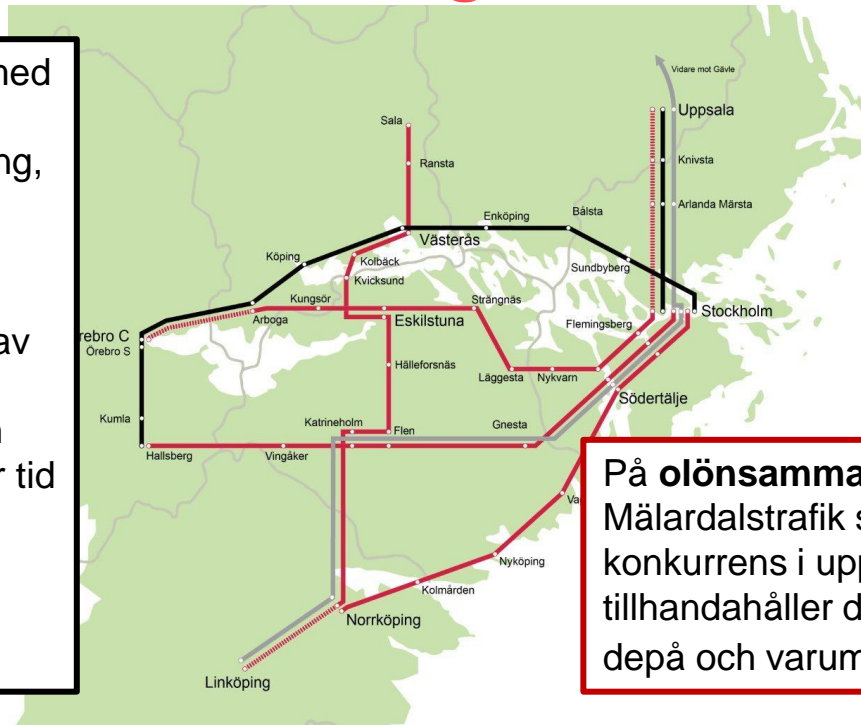 ned
ng,
av
n
r tid
Vidare mot Gävle
Uppsala
Sala
Knivsta
Ransta
Arlanda Märsta
Enköping
Bålsta
Västerås
Köping
Kolbäck
Sundbyberg
Kvicksund
Kungsör
Strängnäs
Arboga
Eskilstuna
Stockholm
Flemingsberg
rebro C
Örebro S
Hälleforsnäs
Läggesta
Nykvarn
Södertälje
Kumla
Katrineholm
Flen
Gnesta
Hallsberg
Vingåker
Va
Nyköping
Kolmården
Norrköping
Linköping
På olönsamma
Mälardalstrafik s
konkurrens i upp
tillhandahåller d
depå och varum